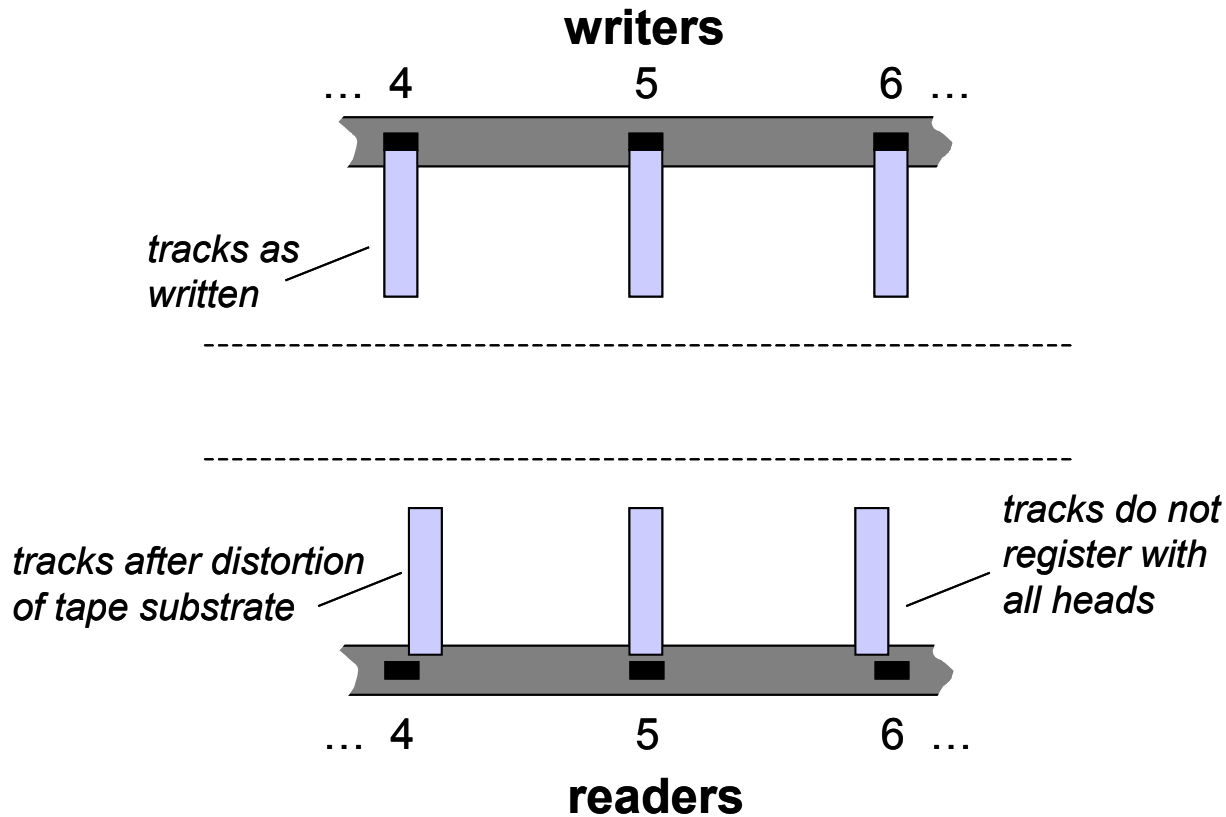 writers
... 4 5 6 ...
tracks as
written
tracks do not
register with
all heads
tracks after distortion
of tape substrate
... 4 5 6 ...
readers